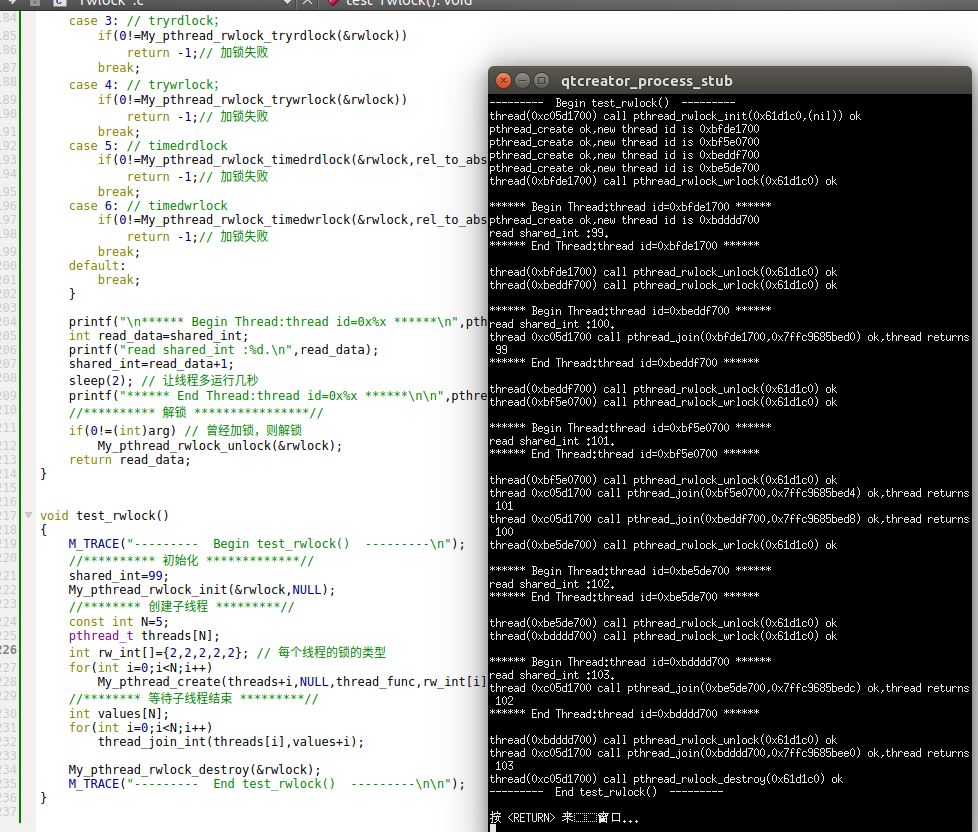 rwlock .c
test_rwlock(): void
184 case 3: // tryrdlock;
185 if(0!=My_pthread_rwlock_tryrdlock(&rwlock))
186 return -1;// 加锁失败
187 break;
188 case 4: // trywrlock;
189 if(0!=My_pthread_rwlock_trywrlock(&rwlock))
190 return -1;// 加锁失败
191 break;
192 case 5: // timedrdlock
193 if(0!=My_pthread_rwlock_timedrdlock(&rwlock,rel_to_abs
194 return -1;// 加锁失败
195 break;
196 case 6: // timedwrlock
197 if(0!=My_pthread_rwlock_timedwrlock(&rwlock,rel_to_abs
198 return -1;// 加锁失败
199 break;
200 default:
201 break;
202 }
203
204 printf("\n****** Begin Thread:thread id=0x%x ******\n",pth
205 int read_data=shared_int;
206 printf("read shared_int :%d.\n",read_data);
207 shared_int=read_data+1;
208 sleep(2); // 让线程多运行几秒
209 printf("****** End Thread:thread id=0x%x ******\n\n",pthre
210 //********** 解锁 ****************//
211 if(0!=(int)arg) // 曾经加锁，则解锁
212 My_pthread_rwlock_unlock(&rwlock);
213 return read_data;
214 }
215
216
217 void test_rwlock()
218 {
219 M_TRACE("--------- Begin test_rwlock() ---------\n");
220 //********** 初始化 *************//
221 shared_int=99;
222 My_pthread_rwlock_init(&rwlock,NULL);
223 //******** 创建子线程 *********//
224 const int N=5;
225 pthread_t threads[N];
226 int rw_int[]={2,2,2,2,2}; // 每个线程的锁的类型
227 for(int i=0;i<N;i++)
228 My_pthread_create(threads+i,NULL,thread_func,rw_int[i]
229 //******** 等待子线程结束 *********//
230 int values[N];
231 for(int i=0;i<N;i++)
232 thread_join_int(threads[i],values+i);
233
234 My_pthread_rwlock_destroy(&rwlock);
235 M_TRACE("--------- End test_rwlock() ---------\n\n");
236 }
237
qtcreator_process_stub
--------- Begin test_rwlock() ---------
thread(0xc05d1700) call pthread_rwlock_init(0x61d1c0,(nil)) ok
pthread_create ok,new thread id is 0xbfde1700
pthread_create ok,new thread id is 0xbf5e0700
pthread_create ok,new thread id is 0xbeddf700
pthread_create ok,new thread id is 0xbe5de700
thread(0xbfde1700) call pthread_rwlock_wrlock(0x61d1c0) ok
****** Begin Thread:thread id=0xbfde1700 ******
pthread_create ok,new thread id is 0xbdddd700
read shared_int :99.
****** End Thread:thread id=0xbfde1700 ******
thread(0xbfde1700) call pthread_rwlock_unlock(0x61d1c0) ok
thread(0xbeddf700) call pthread_rwlock_wrlock(0x61d1c0) ok
****** Begin Thread:thread id=0xbeddf700 ******
read shared_int :100.
thread 0xc05d1700 call pthread_join(0xbfde1700,0x7ffc9685bed0) ok,thread returns
99
****** End Thread:thread id=0xbeddf700 ******
thread(0xbeddf700) call pthread_rwlock_unlock(0x61d1c0) ok
thread(0xbf5e0700) call pthread_rwlock_wrlock(0x61d1c0) ok
****** Begin Thread:thread id=0xbf5e0700 ******
read shared_int :101.
****** End Thread:thread id=0xbf5e0700 ******
thread(0xbf5e0700) call pthread_rwlock_unlock(0x61d1c0) ok
thread 0xc05d1700 call pthread_join(0xbf5e0700,0x7ffc9685bed4) ok,thread returns
101
thread 0xc05d1700 call pthread_join(0xbeddf700,0x7ffc9685bed8) ok,thread returns
100
thread(0xbe5de700) call pthread_rwlock_wrlock(0x61d1c0) ok
****** Begin Thread:thread id=0xbe5de700 ******
read shared_int :102.
****** End Thread:thread id=0xbe5de700 ******
thread(0xbe5de700) call pthread_rwlock_unlock(0x61d1c0) ok
thread(0xbdddd700) call pthread_rwlock_wrlock(0x61d1c0) ok
****** Begin Thread:thread id=0xbdddd700 ******
read shared_int :103.
thread 0xc05d1700 call pthread_join(0xbe5de700,0x7ffc9685bedc) ok,thread returns
102
****** End Thread:thread id=0xbdddd700 ******
thread(0xbdddd700) call pthread_rwlock_unlock(0x61d1c0) ok
thread 0xc05d1700 call pthread_join(0xbdddd700,0x7ffc9685bee0) ok,thread returns
103
thread(0xc05d1700) call pthread_rwlock_destroy(0x61d1c0) ok
--------- End test_rwlock() ---------
按 <RETURN> 来窗口...